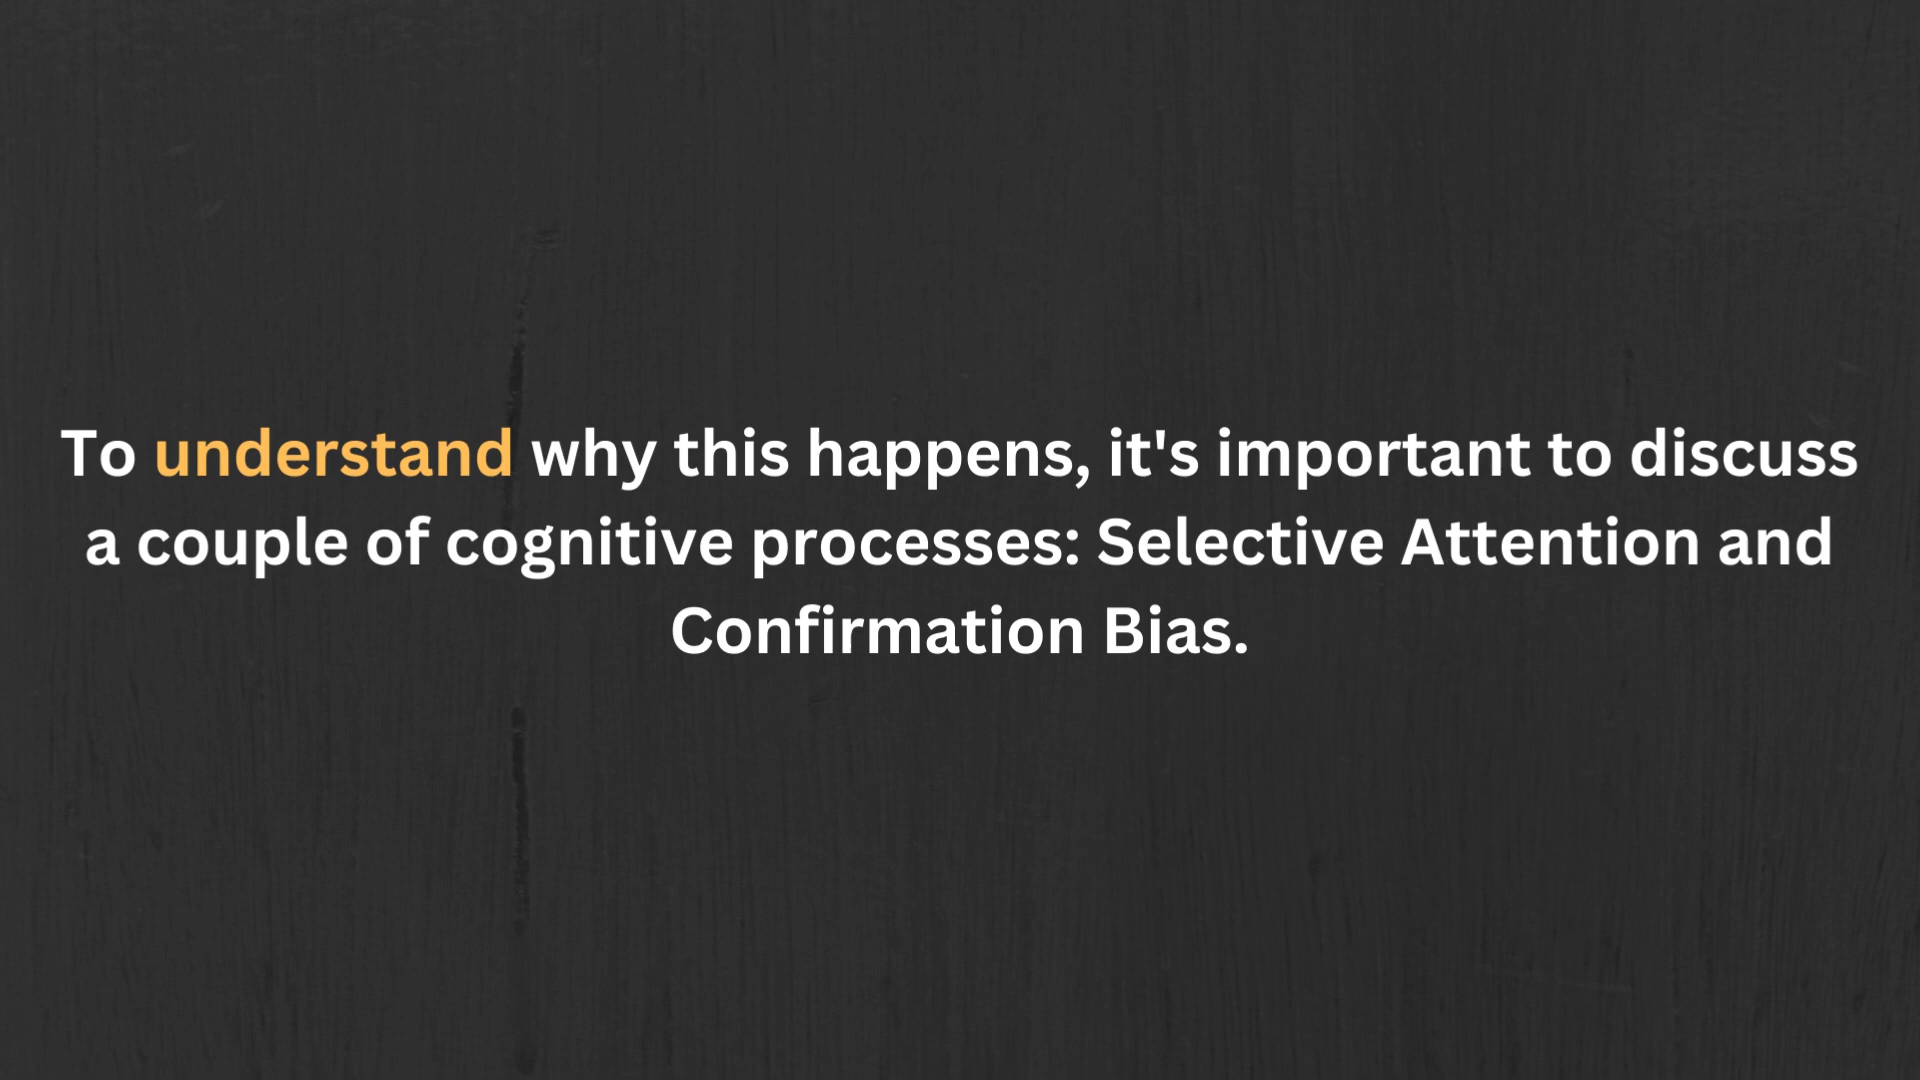 To understand why this happens, it's important to discuss
a couple of cognitive processes: Selective Attention and
Confirmation Bias.